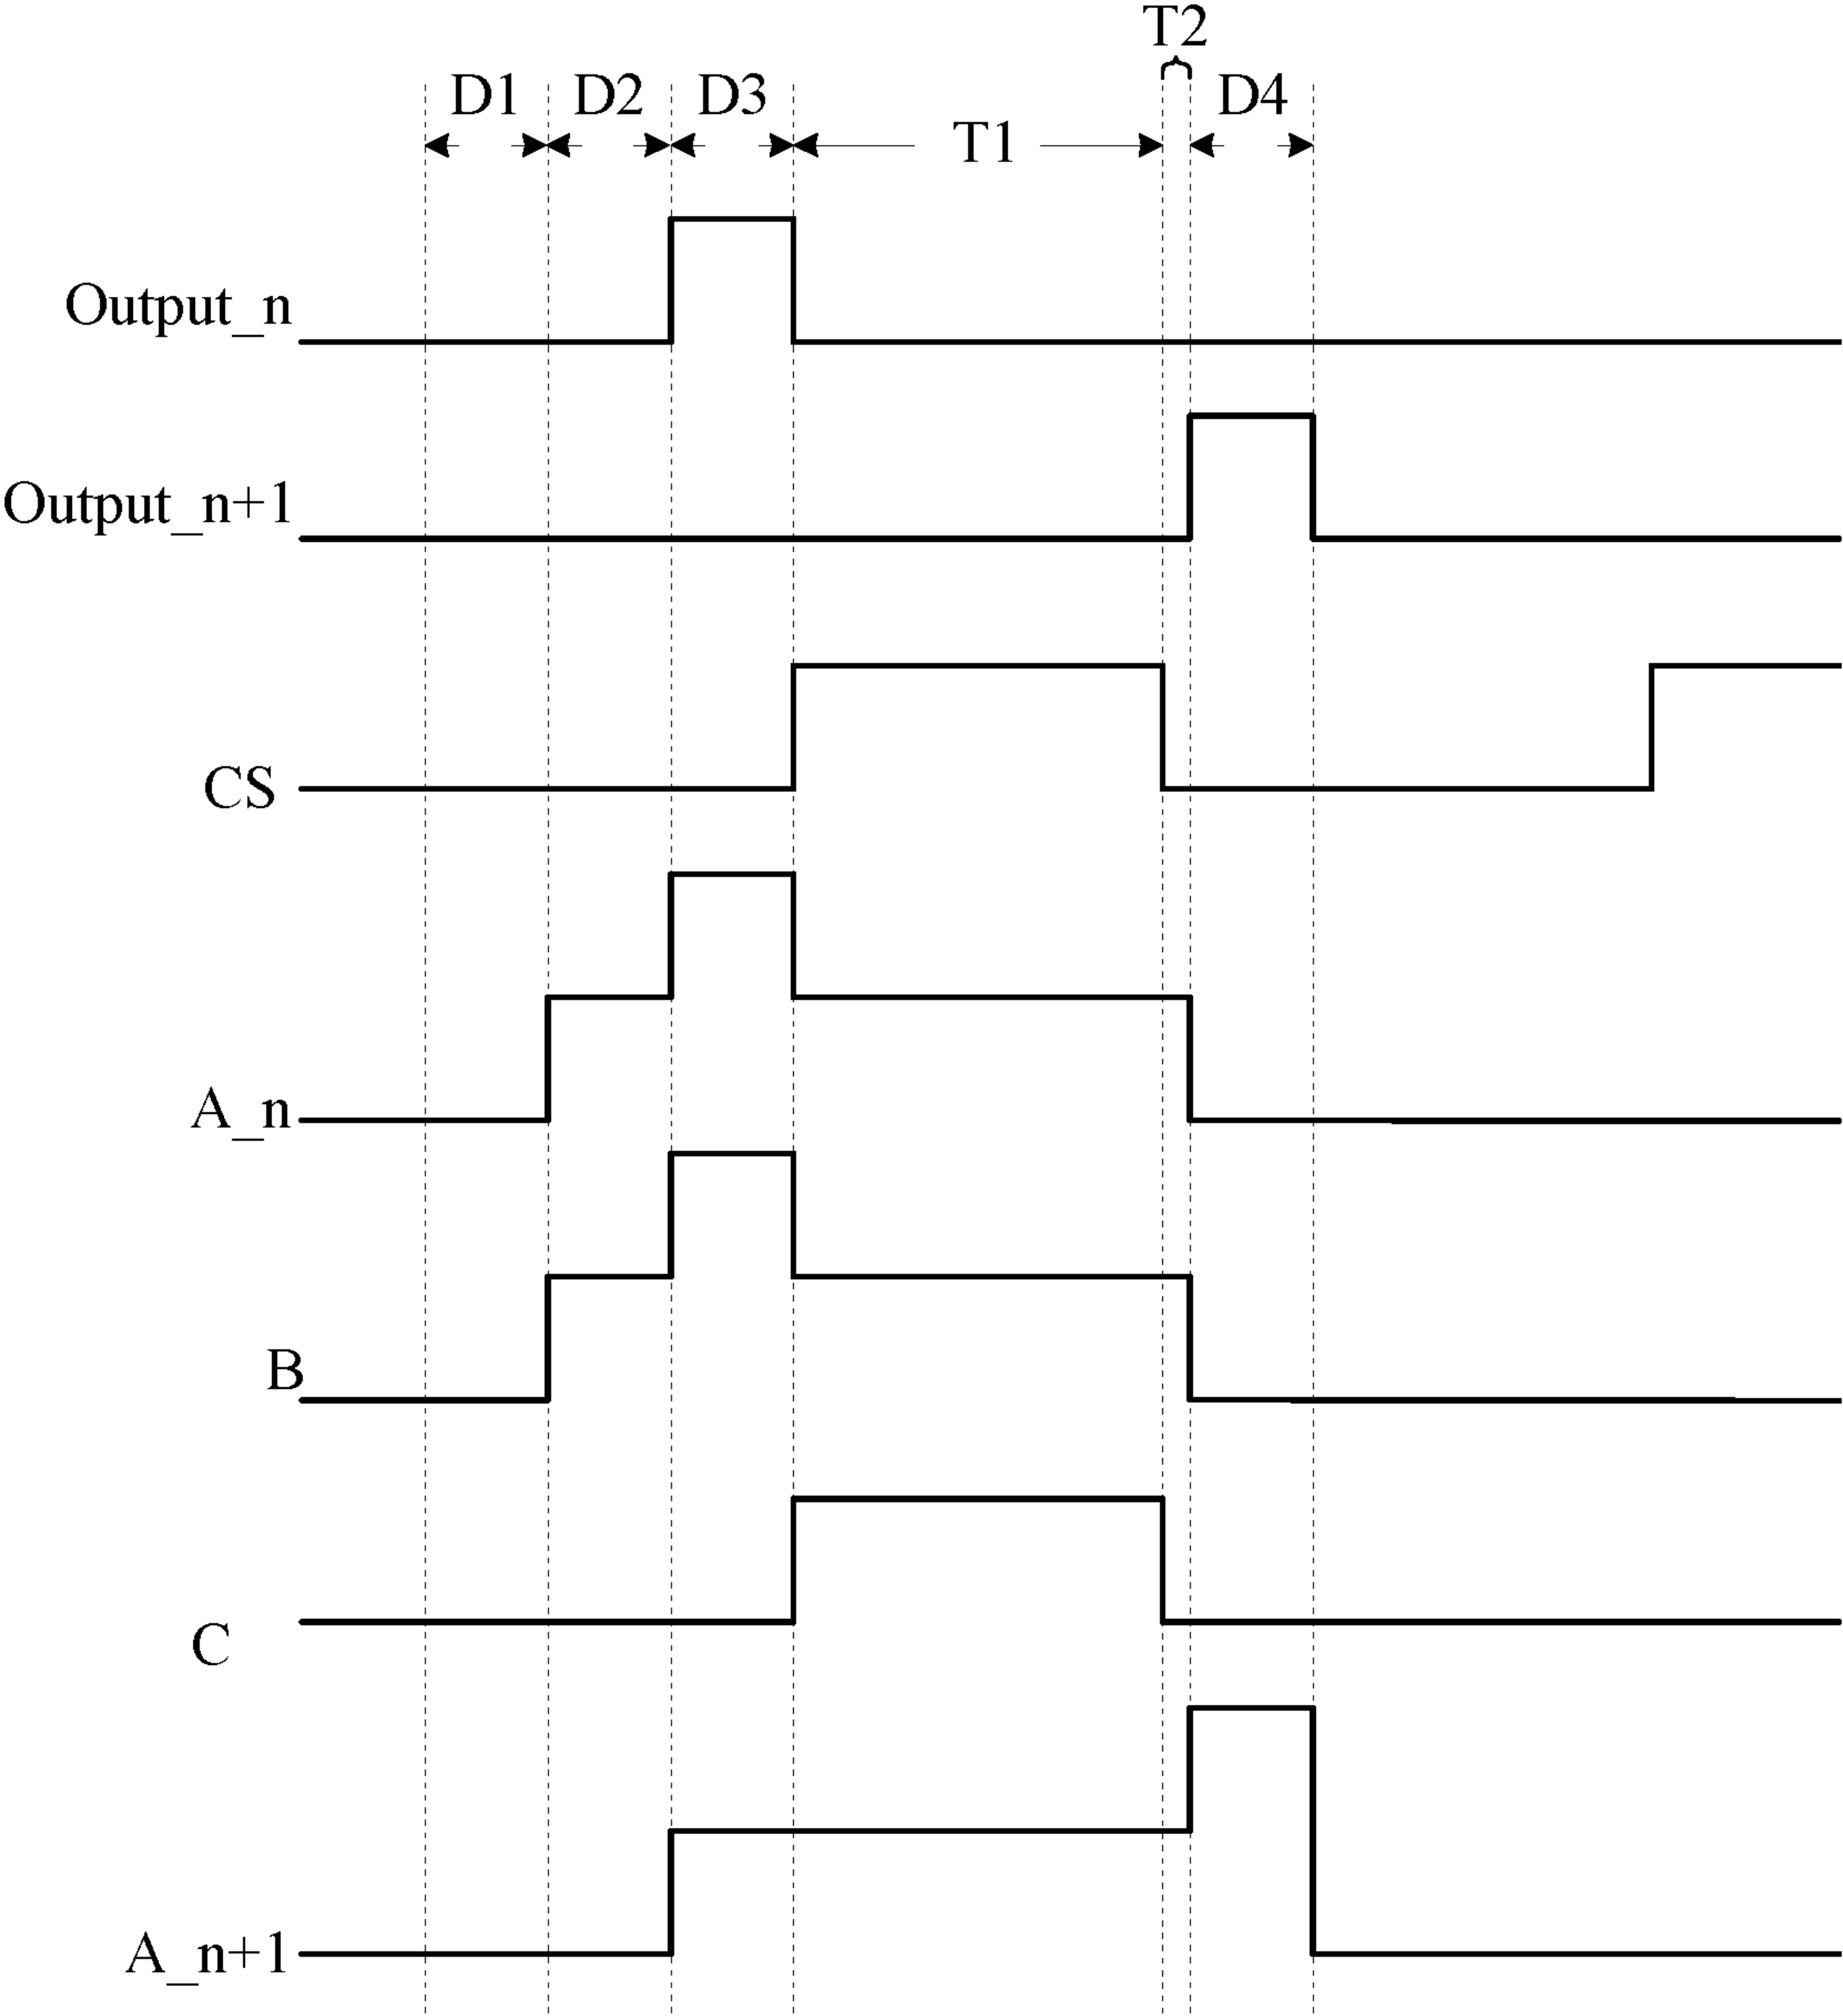 T2
D1 D2 D3 T1 D4
Output_n
Output_n+1
CS
A_n
B
C
A_n+1